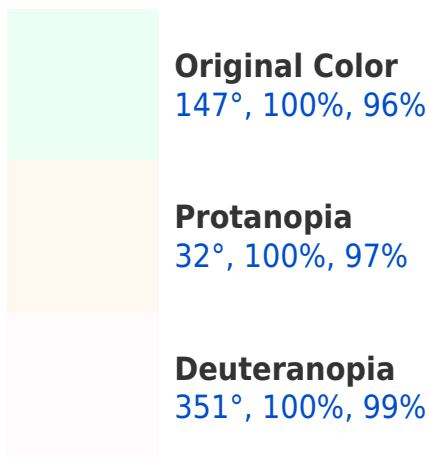 Original Color
147°, 100%, 96%
Protanopia
32°, 100%, 97%
Deuteranopia
351°, 100%, 99%